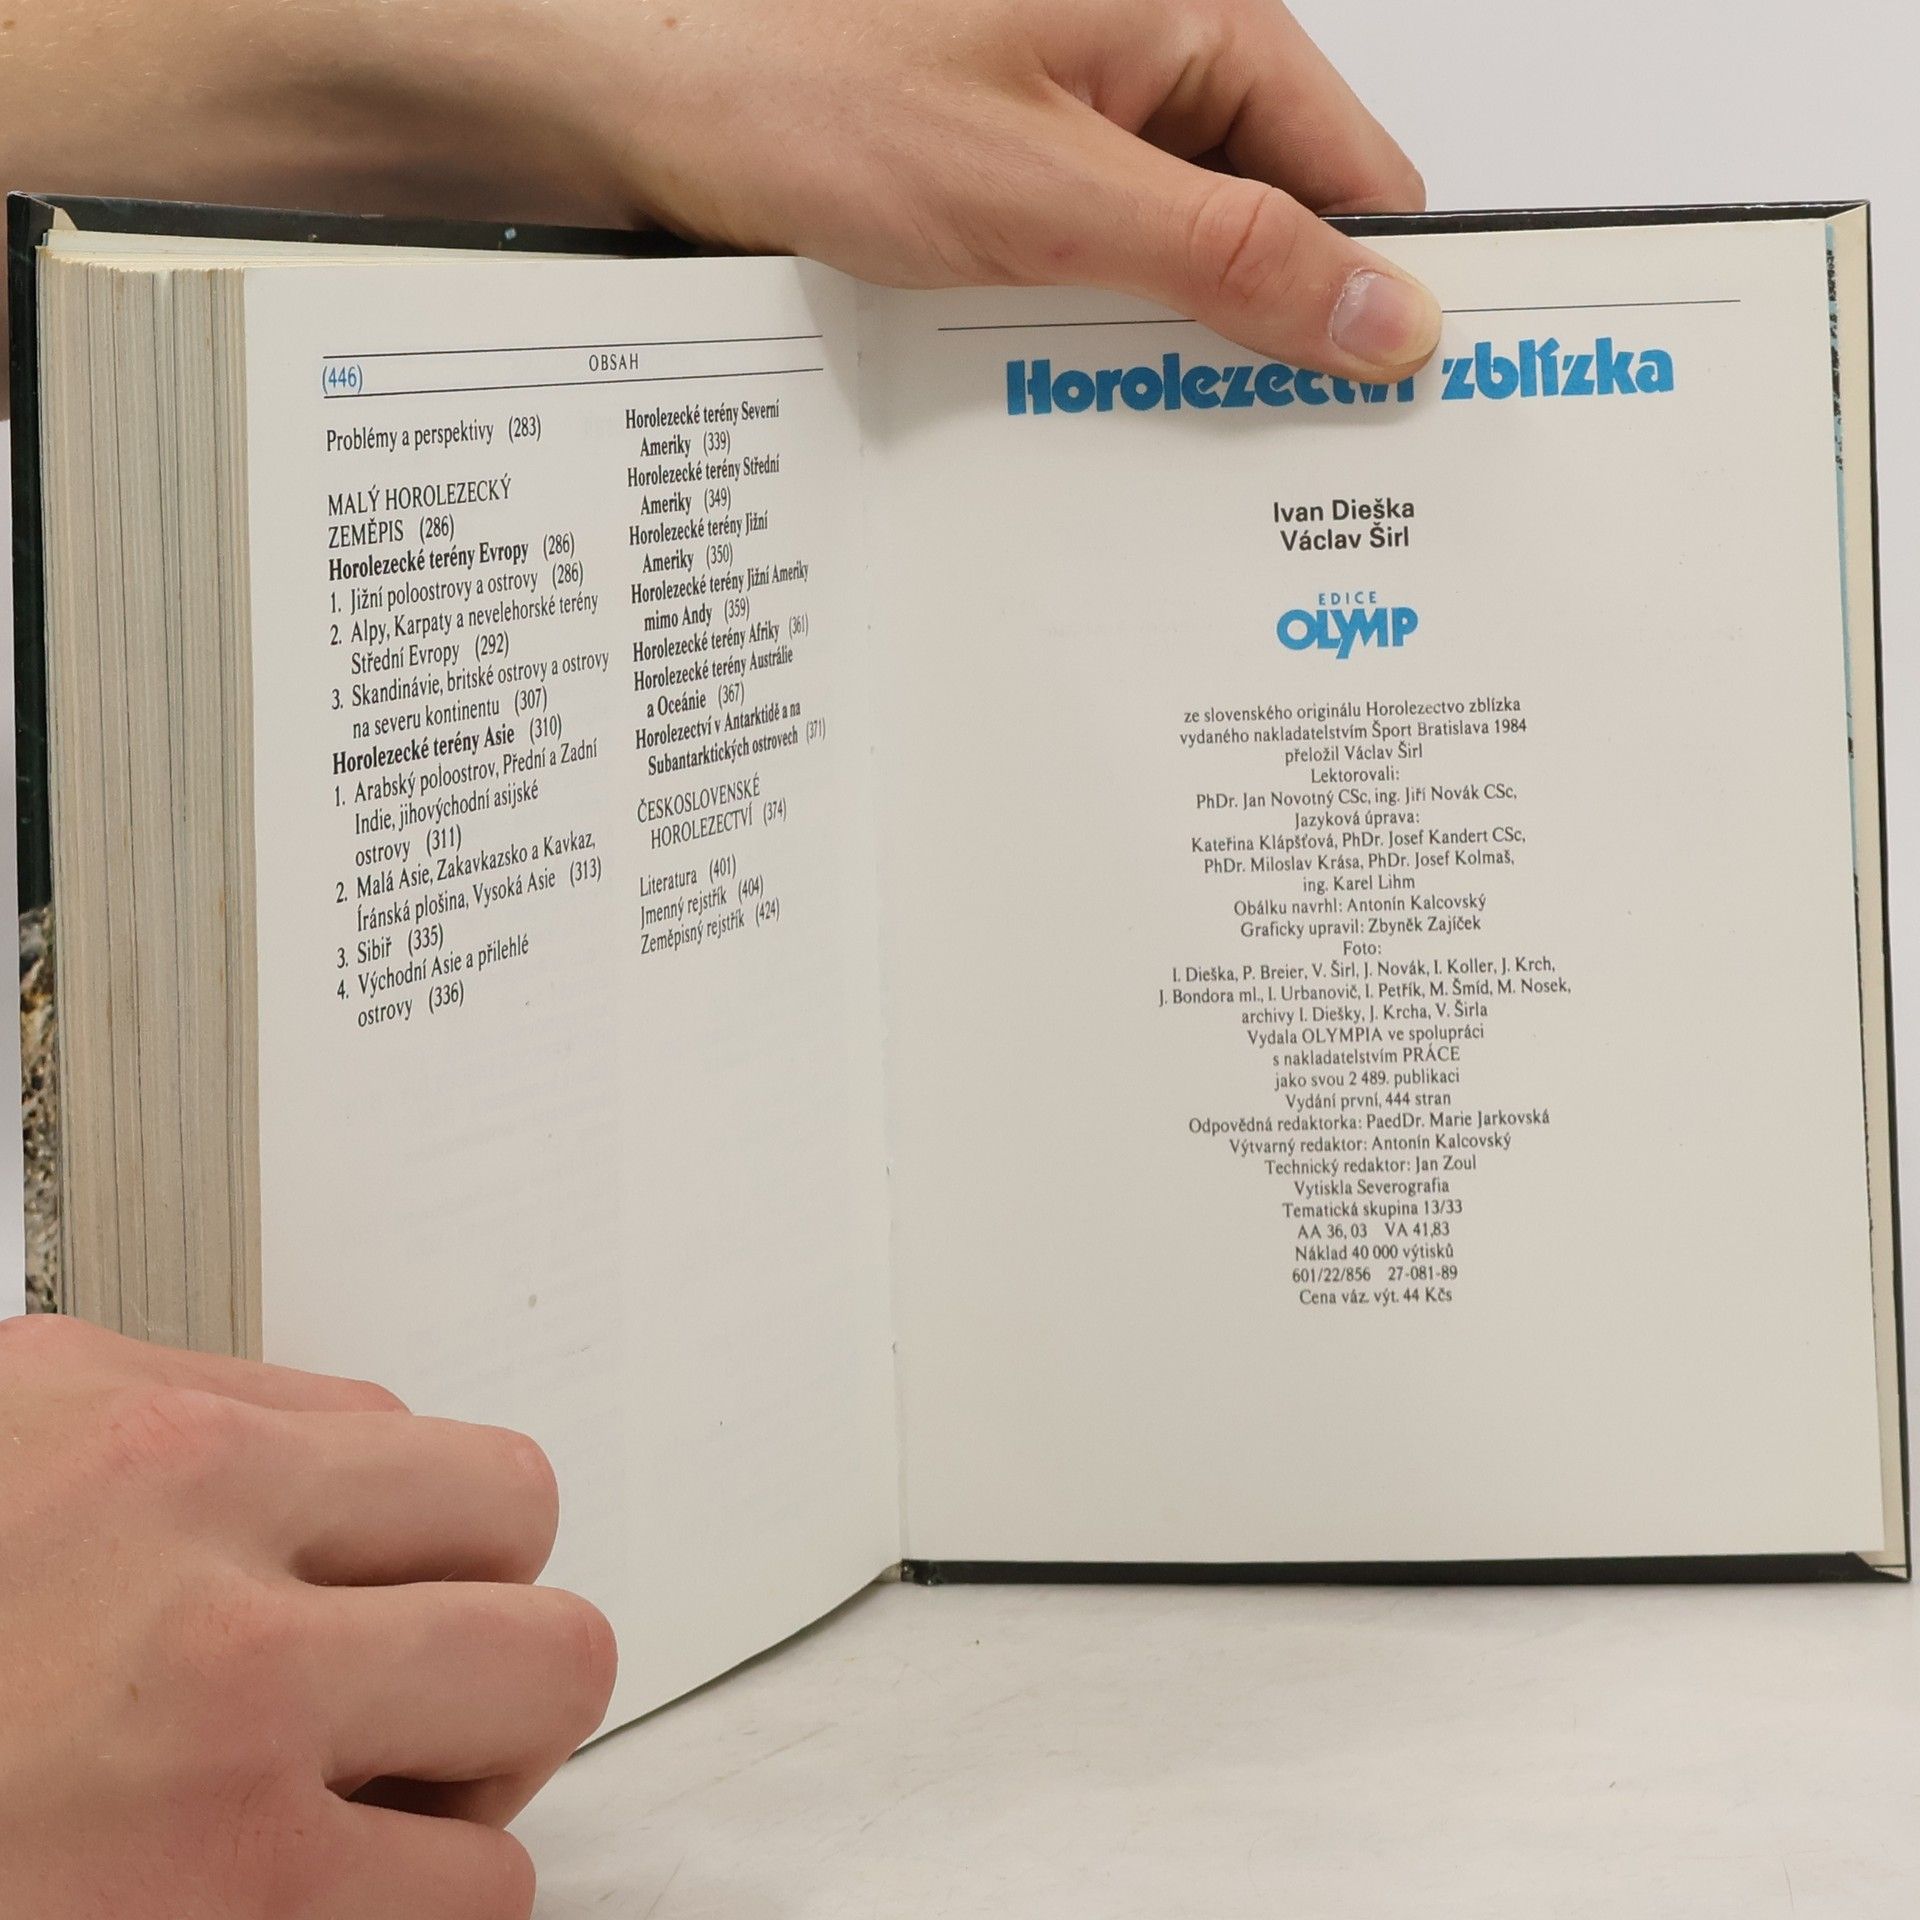 (446)
OBSAH
Problémy a perspektivy (283)
MALÝ HOROLEZECKÝ
ZEMĚPIS (286)
Horolezecké terény Evropy (286)
1. Jižní poloostrovy a ostrovy (286)
2. Alpy, Karpaty a nevelehorské terény
Střední Evropy (292)
3. Skandinávie, britské ostrovy a ostrovy
na severu kontinentu (307)
Horolezecké terény Asie (310)
1. Arabský poloostrov, Přední a Zadní
Indie, jihovýchodní asijské
ostrovy (311)
2. Malá Asie, Zakavkazsko a Kavkaz,
Íránská plošina, Vysoká Asie (313)
3. Sibiř (335)
4. Východní Asie a přilehlé
ostrovy (336)
Horolezecké terény Severní
Ameriky (339)
Horolezecké terény Střední
Ameriky (349)
Horolezecké terény Jižní
Ameriky (350)
Horolezecké terény Jižní Ameriky
mimo Andy (359)
Horolezecké terény Afriky (361)
Horolezecké terény Austrálie
a Oceánie (367)
Horolezectví v Antarktidě a na
Subantarktických ostrovech (371)
ČESKOSLOVENSKÉ
HOROLEZECTVÍ (374)
Literatura (401)
Jmenný rejstřík (404)
Zeměpisný rejstřík (424)
Horolezectví zblízka
Ivan Dieška
Václav Širl
EDICE
OLYMP
ze slovenského originálu Horolezectvo zblízka
vydaného nakladatelstvím Šport Bratislava 1984
přeložil Václav Širl
Lektorovali:
PhDr. Jan Novotný CSc, ing. Jiří Novák CSc,
Jazyková úprava:
Kateřina Klápšťová, PhDr. Josef Kandert CSc,
PhDr. Miloslav Krása, PhDr. Josef Kolmaš,
ing. Karel Lihm
Obálku navrhl: Antonín Kalcovský
Graficky upravil: Zbyněk Zajíček
Foto:
I. Dieška, P. Breier, V. Širl, J. Novák, I. Koller, J. Krch,
J. Bondora ml., I. Urbanovič, I. Petřík, M. Šmíd, M. Nosek,
archivy I. Diešky, J. Krcha, V. Širla
Vydala OLYMPIA ve spolupráci
s nakladatelstvím PRÁCE
jako svou 2 489. publikaci
Vydání první, 444 stran
Odpovědná redaktorka: PaedDr. Marie Jarkovská
Výtvarný redaktor: Antonín Kalcovský
Technický redaktor: Jan Zoul
Vytiskla Severografia
Tematická skupina 13/33
AA 36, 03 VA 41,83
Náklad 40 000 výtisků
601/22/856 27-081-89
Cena váz. výt. 44 Kčs